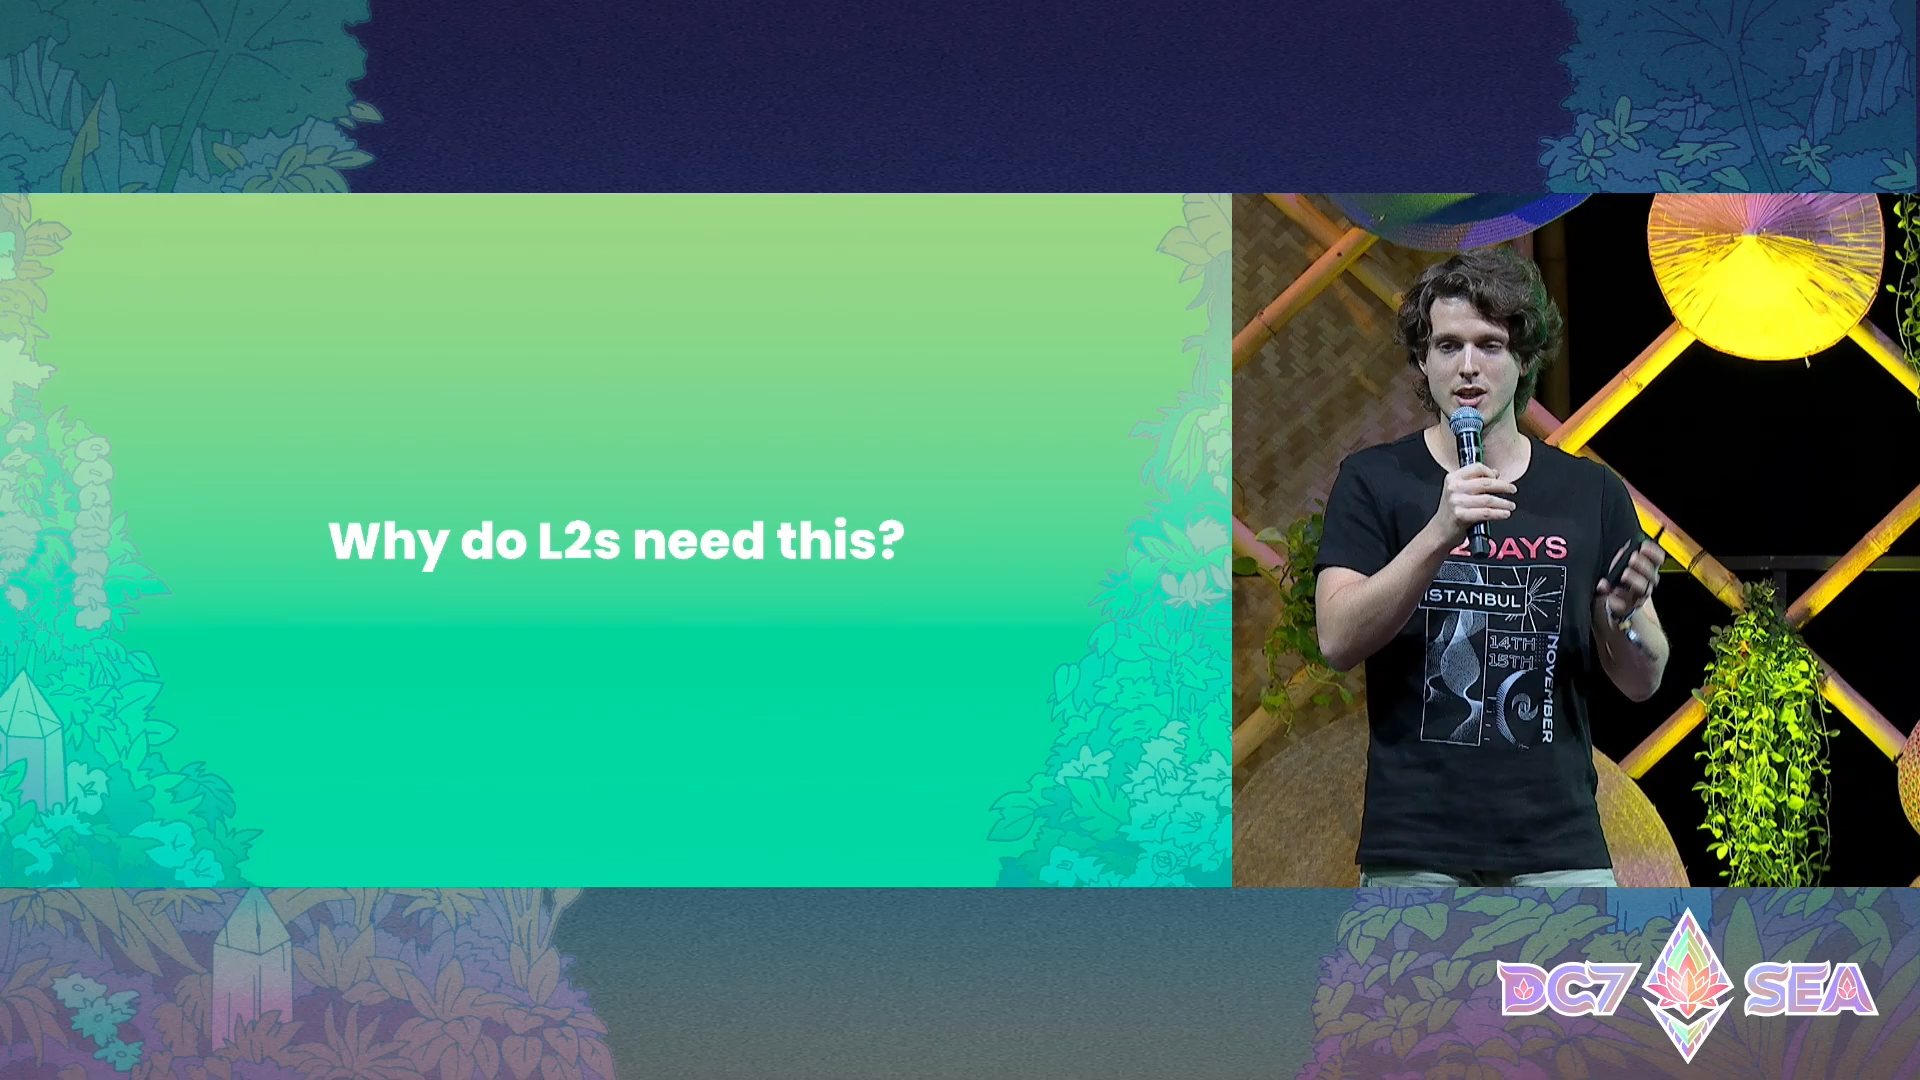 Why do L2s need this?
DAYS
ISTANBUL
14TH
15TH
NOVEMBER
DC7 SEA